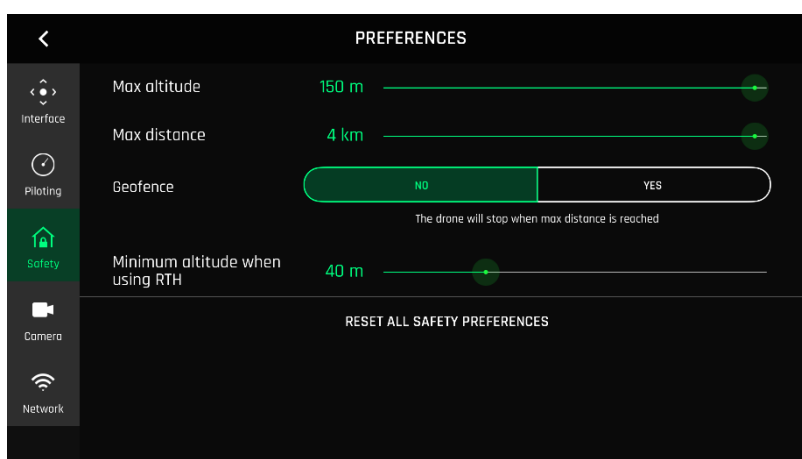 PREFERENCES
Interface
Piloting
Safety
Camera
Network
Max altitude 150 m
Max distance 4 km
Geofence NO YES
The drone will stop when max distance is reached
Minimum altitude when
using RTH 40 m
RESET ALL SAFETY PREFERENCES